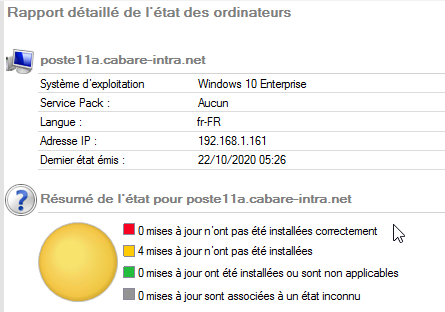 Rapport détaillé de l'état des ordinateurs
poste11a.cabare-intra.net
Système d'exploitation Windows 10 Enterprise
Service Pack : Aucun
Langue : fr-FR
Adresse IP : 192.168.1.161
Dernier état émis : 22/10/2020 05:26
Résumé de l'état pour poste11a.cabare-intra.net
0 mises à jour n'ont pas été installées correctement
4 mises à jour n'ont pas été installées
0 mises à jour ont été installées ou sont non applicables
0 mises à jour sont associées à un état inconnu